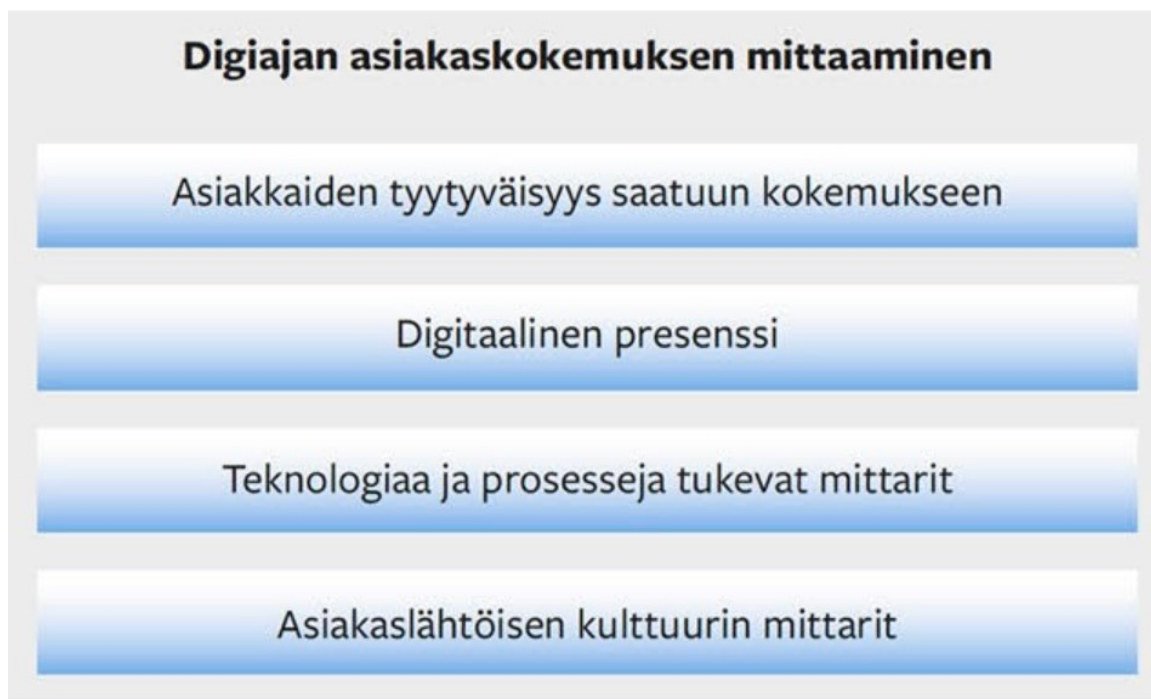 Digiajan asiakaskokemuksen mittaaminen
Asiakkaiden tyytyväisyys saatuun kokemukseen
Digitaalinen presenssi
Teknologiaa ja prosesseja tukevat mittarit
Asiakaslähtöisen kulttuurin mittarit